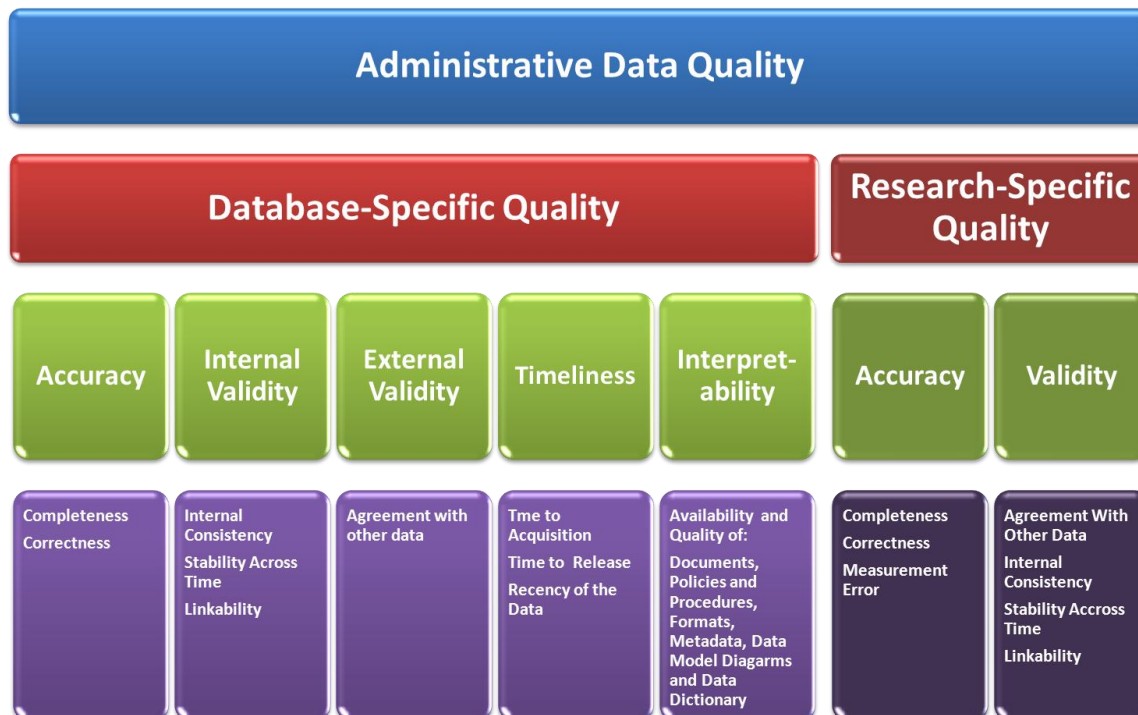 Administrative Data Quality
Database-Specific Quality
Research-Specific
Quality
Accuracy
Internal
Validity
External
Validity
Timeliness
Interpret-
ability
Accuracy
Validity
Completeness
Correctness
Internal
Consistency
Stability Across
Time
Linkability
Agreement with
other data
Tme to
Acquisition
Time to Release
Recency of the
Data
Availability and
Quality of:
Documents,
Policies and
Procedures,
Formats,
Metadata, Data
Model Diagarms
and Data
Dictionary
Completeness
Correctness
Measurement
Error
Agreement With
Other Data
Internal
Consistency
Stability Accross
Time
Linkability